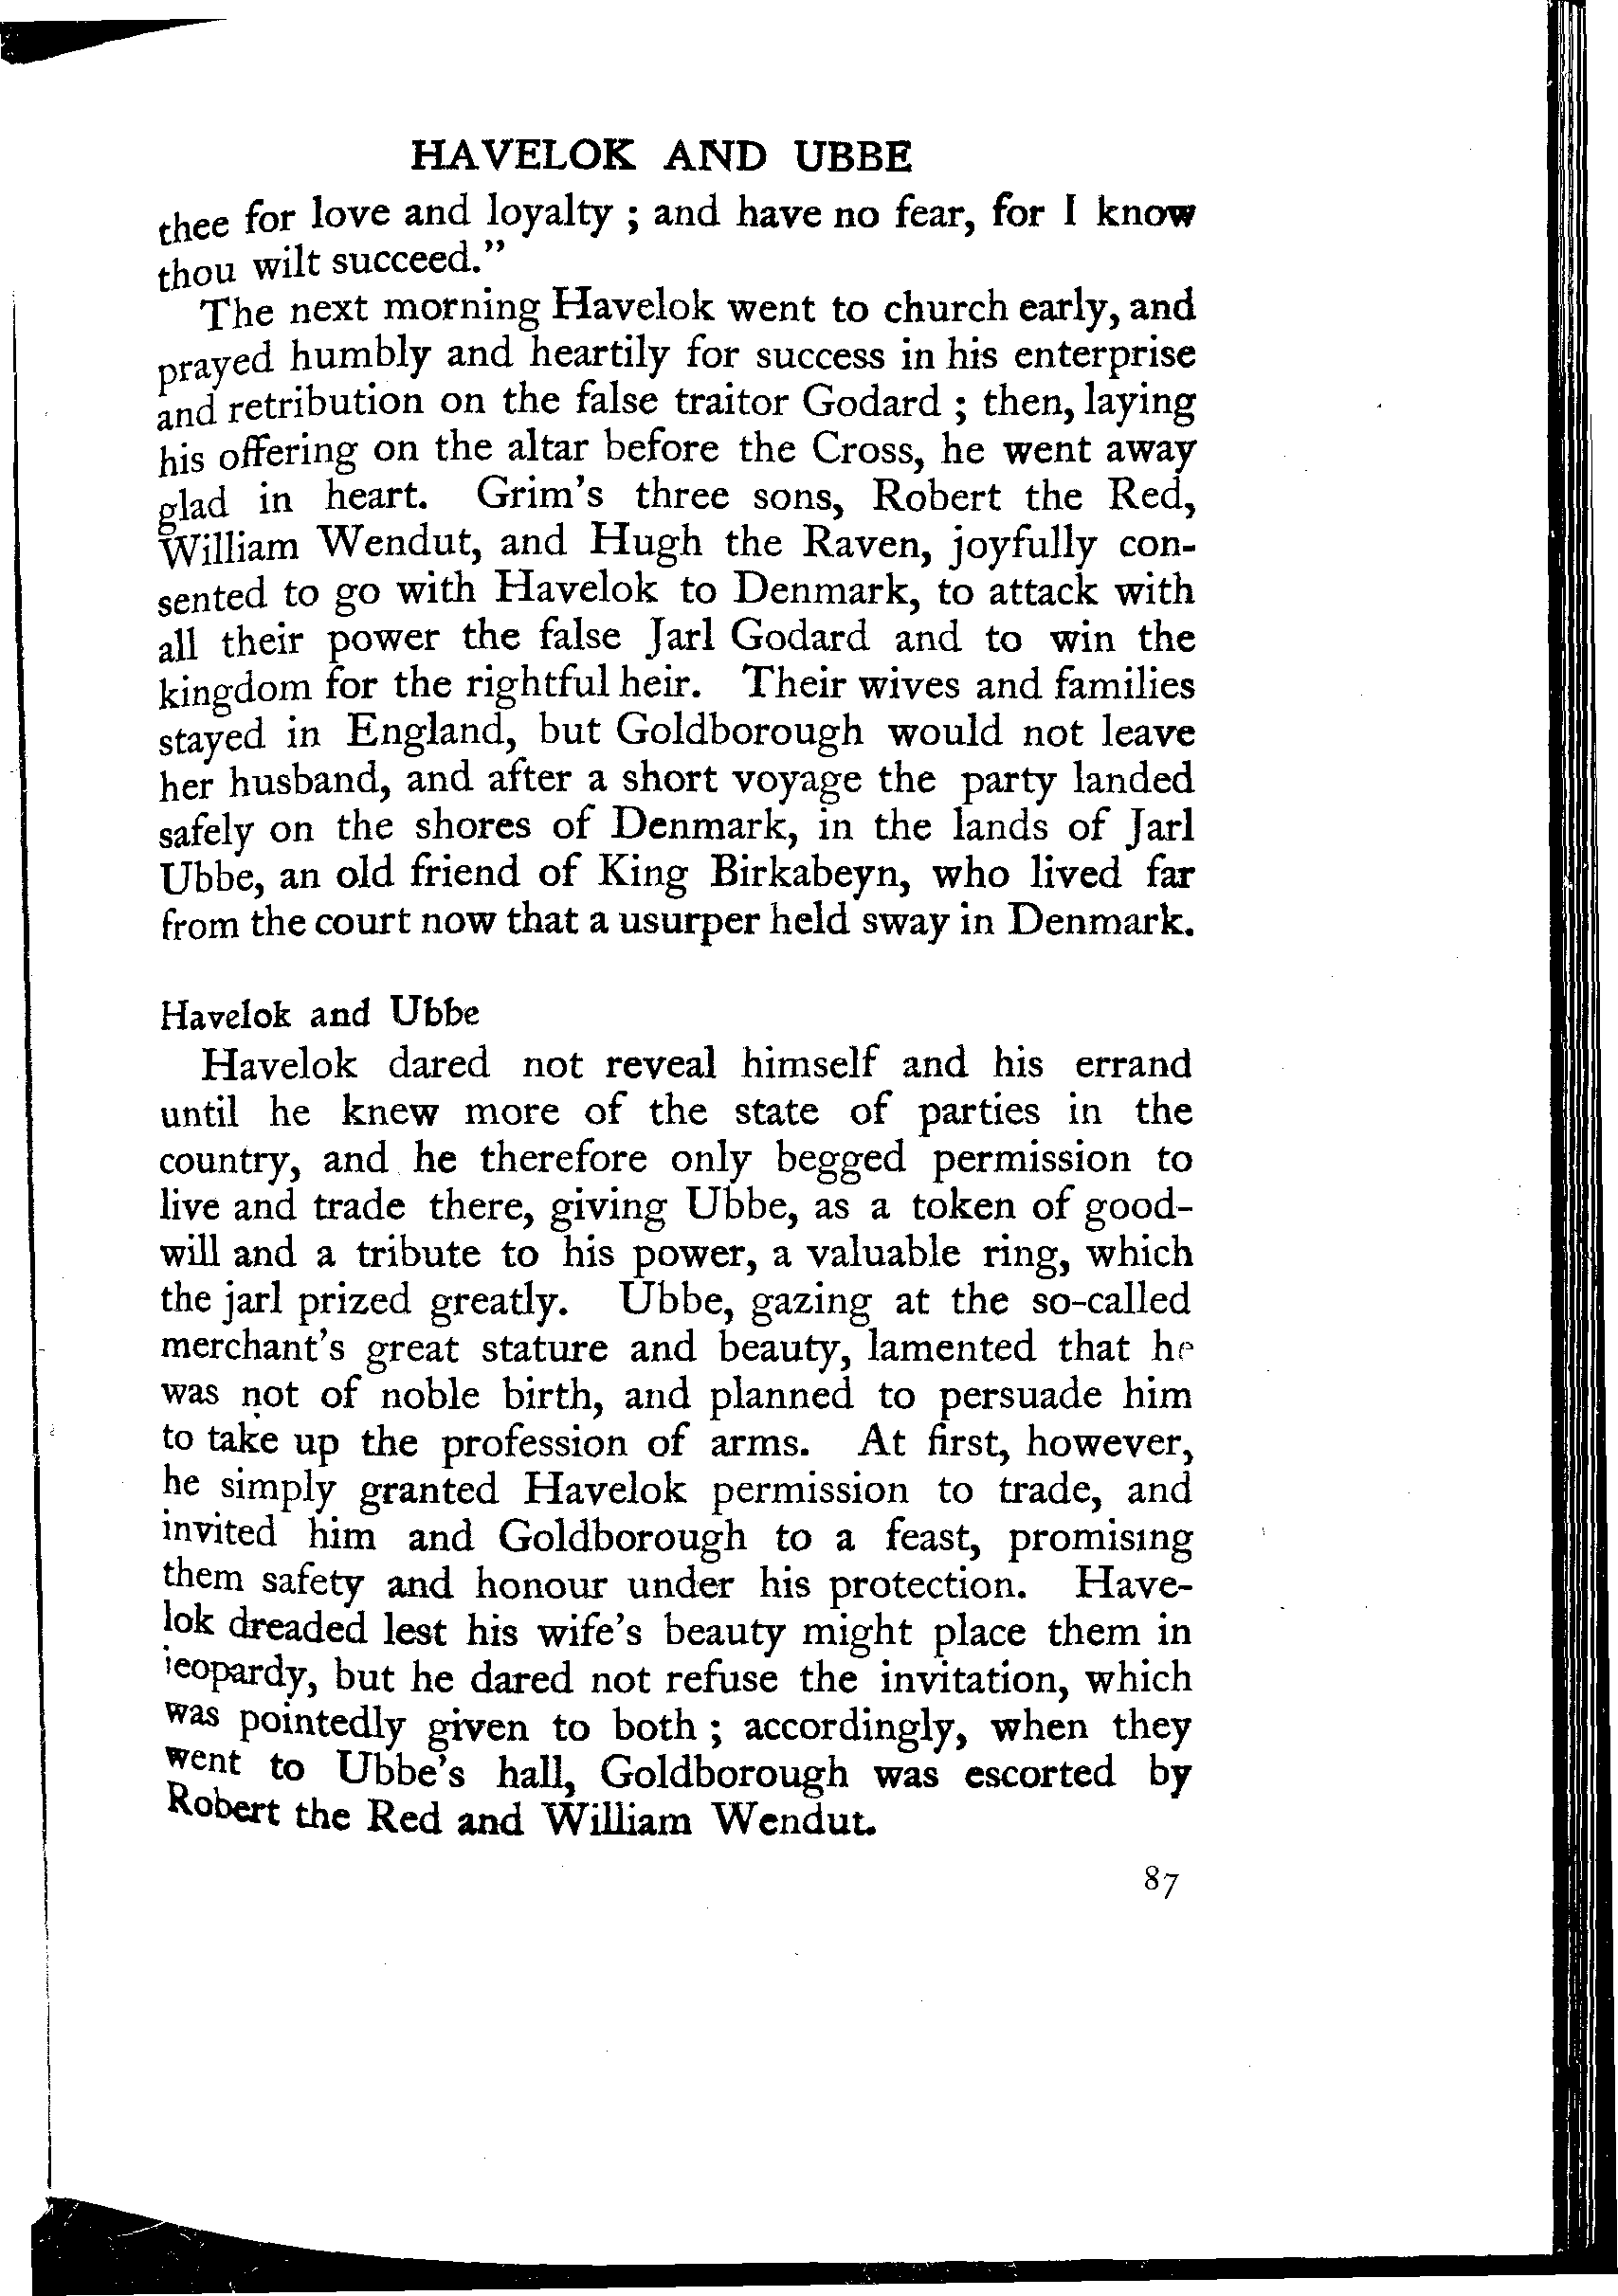 HAVELOK AND UBBE
thee for love and loyalty ; and have no fear, for I know
thou wilt succeed.”
The next morning Havelok went to church early, and
prayed humbly and heartily for success in his enterprise
and retribution on the false traitor Godard ; then, laying
his offering on the altar before the Cross, he went away
glad in heart. Grim’s three sons, Robert the Red,
William Wendut, and Hugh the Raven, joyfully con-
sented to go with Havelok to Denmark, to attack with
all their power the false Jarl Godard and to win the
kingdom for the rightful heir. Their wives and families
stayed in England, but Goldborough would not leave
her husband, and after a short voyage the party landed
safely on the shores of Denmark, in the lands of Jarl
Ubbe, an old friend of King Birkabeyn, who lived far
from the court now that a usurper held sway in Denmark.
Havelok and Ubbe
Havelok dared not reveal himself and his errand
until he knew more of the state of parties in the
country, and he therefore only begged permission to
live and trade there, giving Ubbe, as a token of good-
will and a tribute to his power, a valuable ring, which
the jarl prized greatly. Ubbe, gazing at the so-called
merchant’s great stature and beauty, lamented that he
was not of noble birth, and planned to persuade him
to take up the profession of arms. At first, however,
he simply granted Havelok permission to trade, and
invited him and Goldborough to a feast, promising
them safety and honour under his protection. Have-
lok dreaded lest his wife’s beauty might place them in
jeopardy, but he dared not refuse the invitation, which
was pointedly given to both ; accordingly, when they
went to Ubbe’s hall, Goldborough was escorted by
Robert the Red and William Wendut.
87